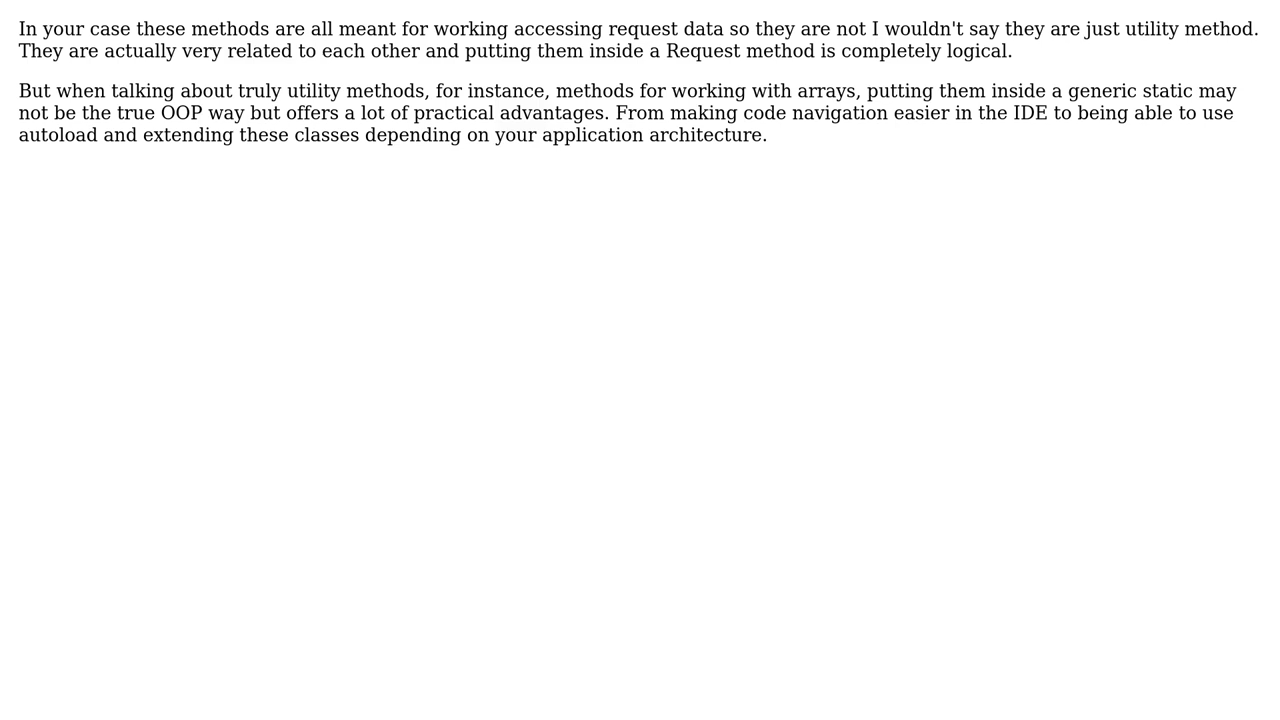 In your case these methods are all meant for working accessing request data so they are not I wouldn't say they are just utility method.
They are actually very related to each other and putting them inside a Request method is completely logical.
But when talking about truly utility methods, for instance, methods for working with arrays, putting them inside a generic static may
not be the true OOP way but offers a lot of practical advantages. From making code navigation easier in the IDE to being able to use
autoload and extending these classes depending on your application architecture.